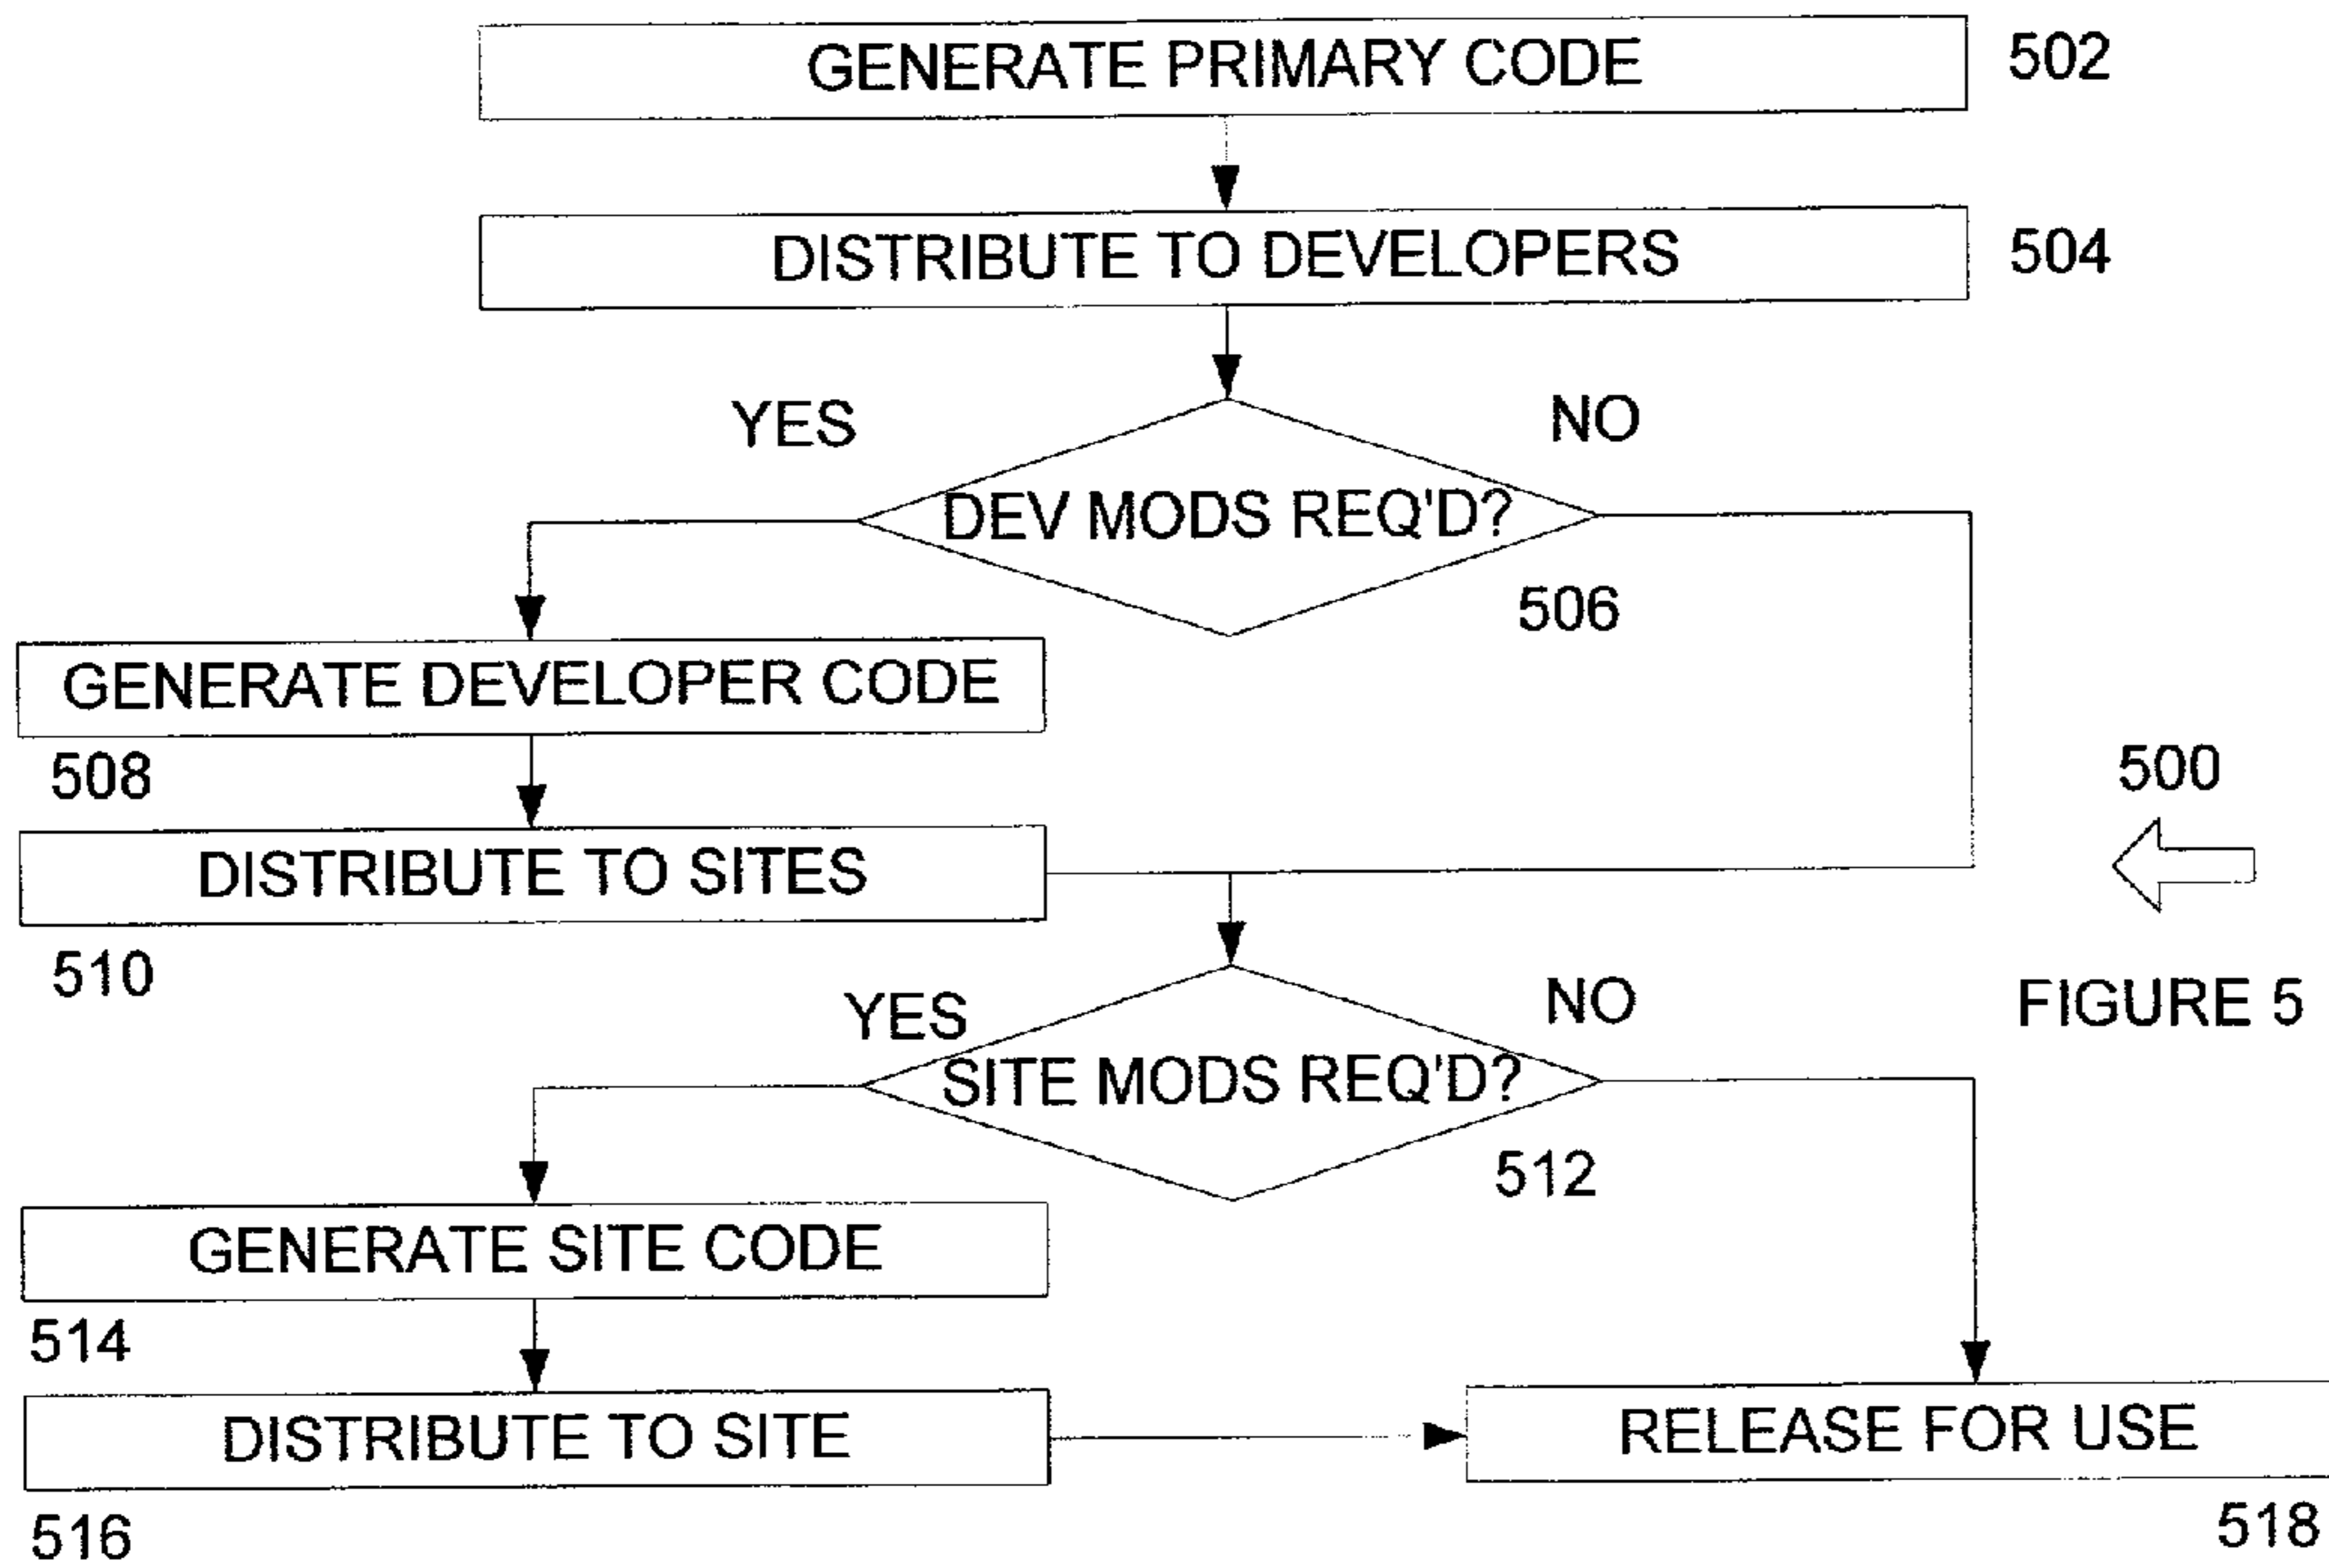 GENERATE PRIMARY CODE
502
DISTRIBUTE TO DEVELOPERS
504
YES
NO
DEV MODS REQ'D?
506
GENERATE DEVELOPER CODE
508
500
DISTRIBUTE TO SITES
510
FIGURE 5
YES
NO
SITE MODS REQ'D?
512
GENERATE SITE CODE
514
DISTRIBUTE TO SITE
RELEASE FOR USE
516
518